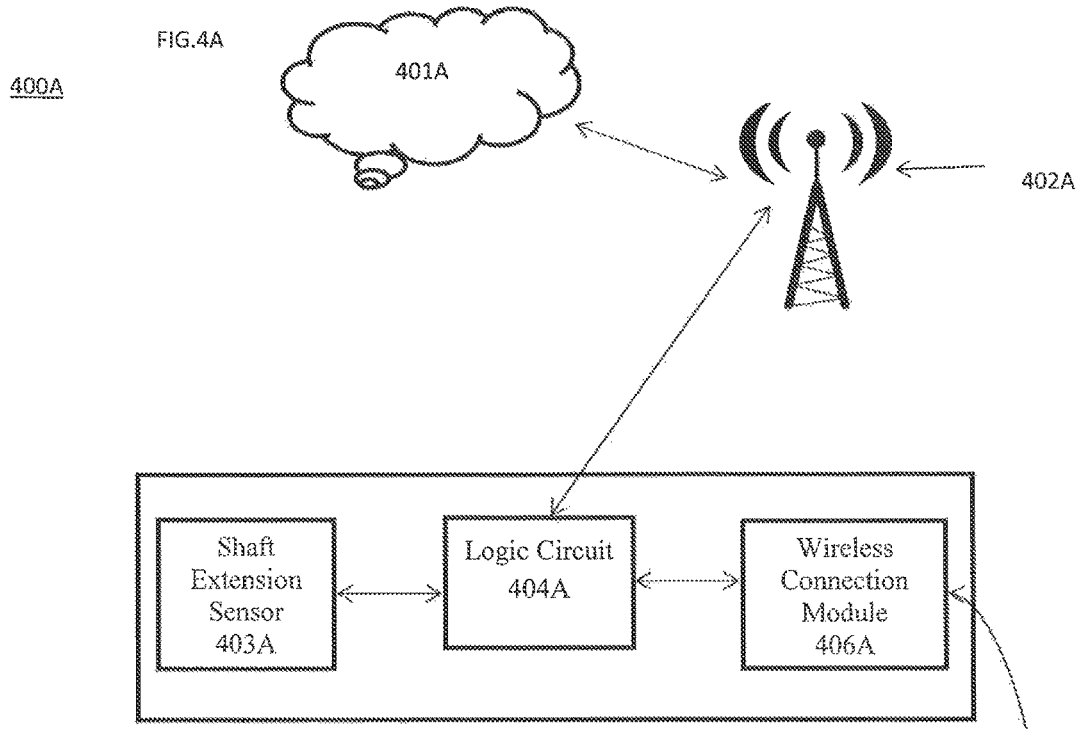 FIG.4A
400A
401A
402A
Shaft
Extension
Sensor
403A
Logic Circuit
404A
Wireless
Connection
Module
406A